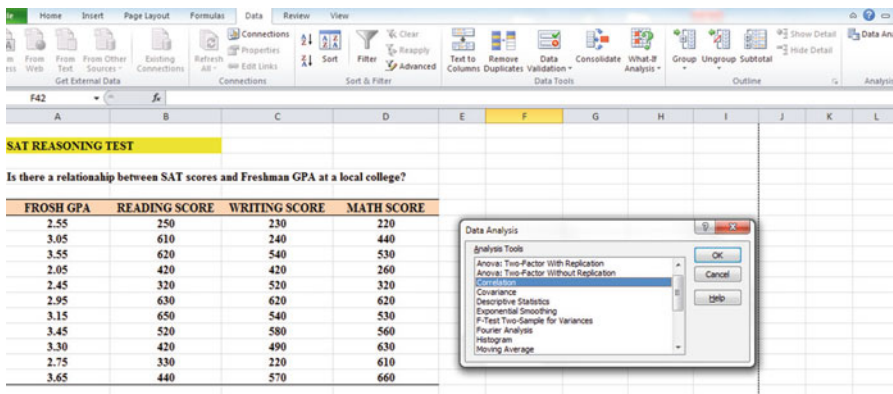 Home Insert Page Layout Formulas Data Review View
Connections
Properties
Edit Links
From Web
From Text
From Other Sources
Existing Connections
Refresh All
Sort
Filter
Clear
Reapply
Advanced
Text to Columns
Remove Duplicates
Data Validation
Consolidate
What-If Analysis
Group
Ungroup
Subtotal
Show Detail
Hide Detail
Data An
Get External Data Connections Sort & Filter Data Tools Outline Analysis
F42 fx
A B C D E F G H I J K L
SAT REASONING TEST
Is there a relationahip between SAT scores and Freshman GPA at a local college?
FROSH GPA READING SCORE WRITING SCORE MATH SCORE
2.55 250 230 220
3.05 610 240 440
3.55 620 540 530
2.05 420 420 260
2.45 320 520 320
2.95 630 620 620
3.15 650 540 530
3.45 520 580 560
3.30 420 490 630
2.75 330 220 610
3.65 440 570 660
Data Analysis
Analysis Tools
Anova: Two-Factor With Replication
Anova: Two-Factor Without Replication
Correlation
Covariance
Descriptive Statistics
Exponential Smoothing
F-Test Two-Sample for Variances
Fourier Analysis
Histogram
Moving Average
OK
Cancel
Help